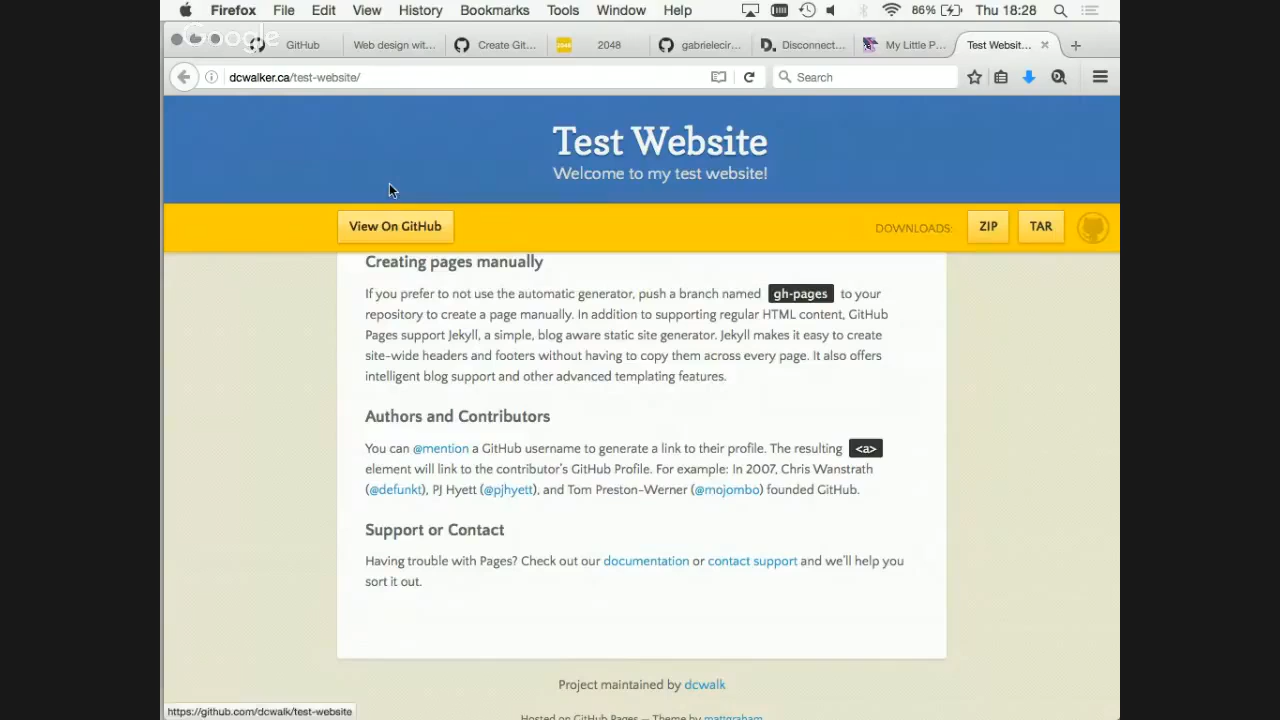 Firefox File Edit View History Bookmarks Tools Window Help 86% Thu 18:28
Google
GitHub Web design wit... Create Git... 2048 2048 gabrielecir... Disconnect... My Little P... Test Websit...
dcwalker.ca/test-website/ Search
Test Website
Welcome to my test website!
View On GitHub DOWNLOADS: ZIP TAR
Creating pages manually
If you prefer to not use the automatic generator, push a branch named gh-pages to your
repository to create a page manually. In addition to supporting regular HTML content, GitHub
Pages support Jekyll, a simple, blog aware static site generator. Jekyll makes it easy to create
site-wide headers and footers without having to copy them across every page. It also offers
intelligent blog support and other advanced templating features.
Authors and Contributors
You can @mention a GitHub username to generate a link to their profile. The resulting <a>
element will link to the contributor's GitHub Profile. For example: In 2007, Chris Wanstrath
(@defunkt), PJ Hyett (@pjhyett), and Tom Preston-Werner (@mojombo) founded GitHub.
Support or Contact
Having trouble with Pages? Check out our documentation or contact support and we'll help you
sort it out.
Project maintained by dcwalk
Hosted on GitHub Pages — Theme by mattgraham
https://github.com/dcwalk/test-website